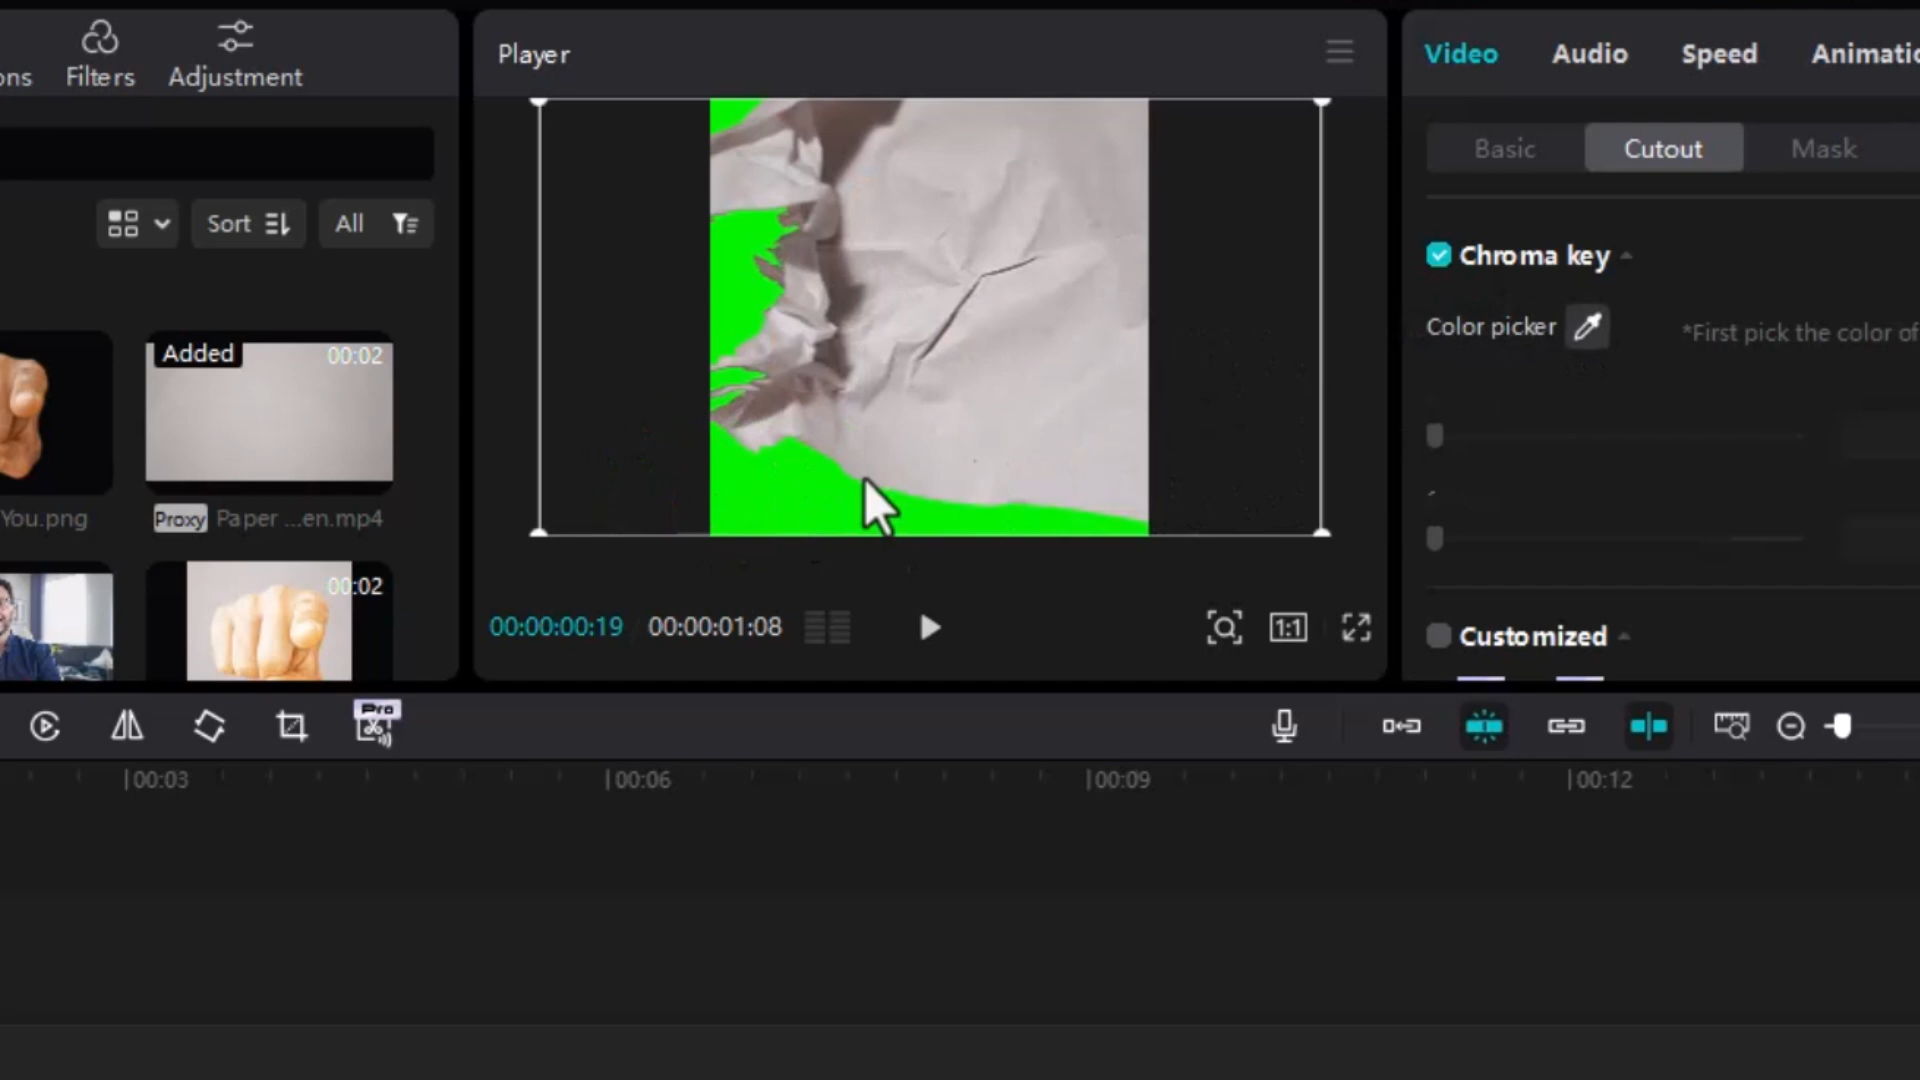 ons
Filters
Adjustment
Player
Video
Audio
Speed
Animatio
Basic
Cutout
Mask
Sort
All
Chroma key
Color picker
*First pick the color of
Added
00:02
You.png
Proxy
Paper ...en.mp4
00:02
00:00:00:19
00:00:01:08
1:1
Customized
Pro
00:03
00:06
00:09
00:12